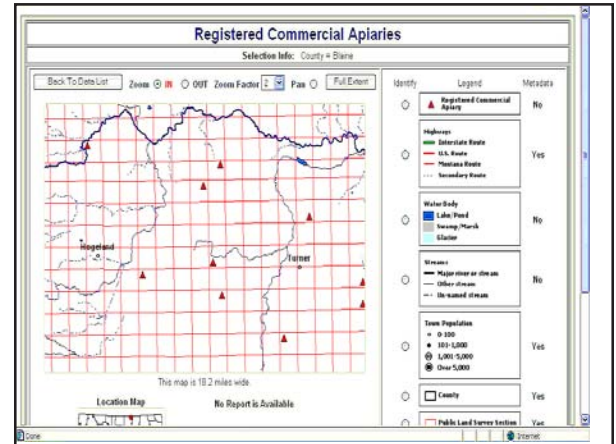 Registered Commercial Apiaries
Selection Info: County = Blaine
Back To Data List Zoom IN OUT Zoom Factor 2 Pan Full Extent
Hogeland
Turner
This map is 18.2 miles wide.
Location Map No Report is Available
Identify Legend Metadata
Registered Commercial
Apiary
No
Highways
Interstate Route
U.S. Route
Montana Route
Secondary Route
Yes
Water Body
Lake/Pond
Swamp/Marsh
Glacier
No
Streams
Major river or stream
Other stream
Un-named stream
No
Town Population
0-100
101-1,000
1,001-5,000
Over 5,000
Yes
County Yes
Public Land Survey Section Yes
Done Internet